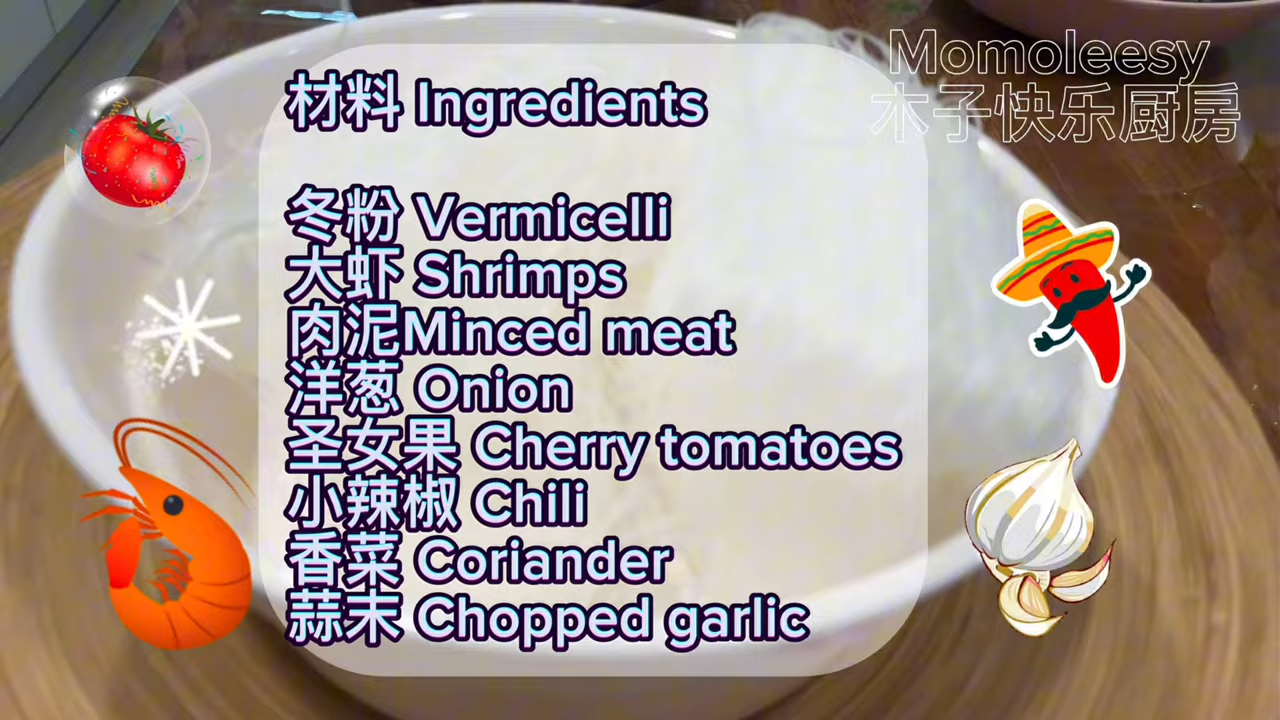 Momoleesy
木子快乐厨房
材料 Ingredients
冬粉 Vermicelli
大虾 Shrimps
肉泥Minced meat
洋葱 Onion
圣女果 Cherry tomatoes
小辣椒 Chili
香菜 Coriander
蒜末 Chopped garlic